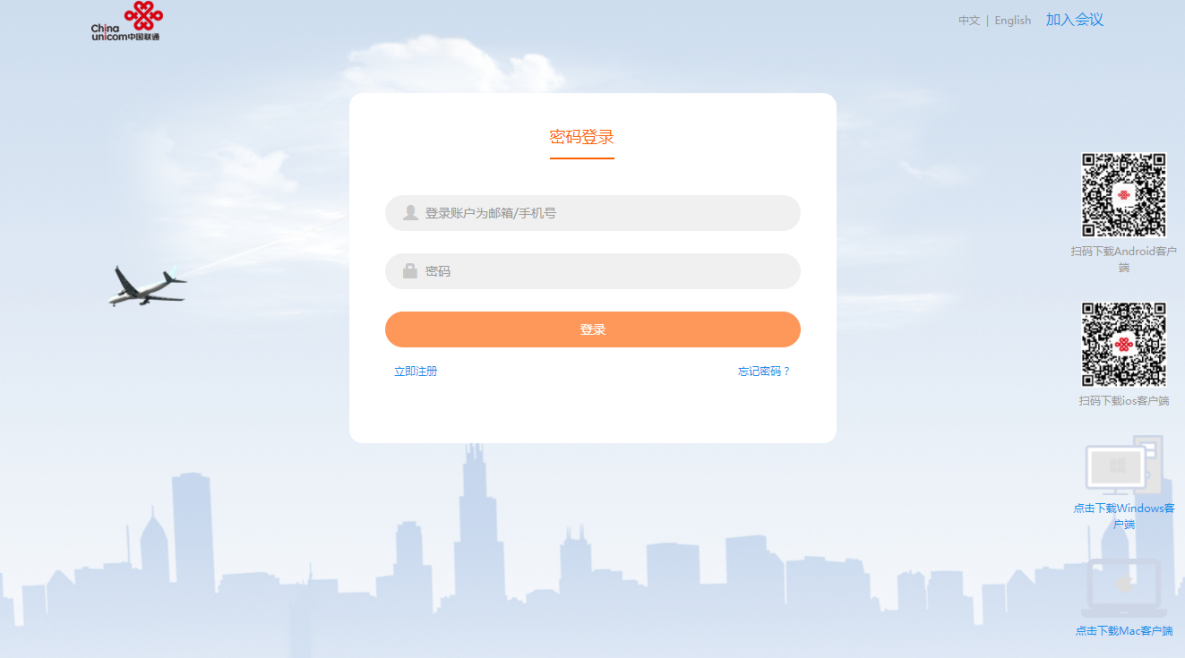 China
unicom中国联通
中文 | English 加入会议
密码登录
登录账户为邮箱/手机号
密码
登录
立即注册
忘记密码？
扫码下载Android客户
端
扫码下载ios客户端
点击下载Windows客
户端
点击下载Mac客户端